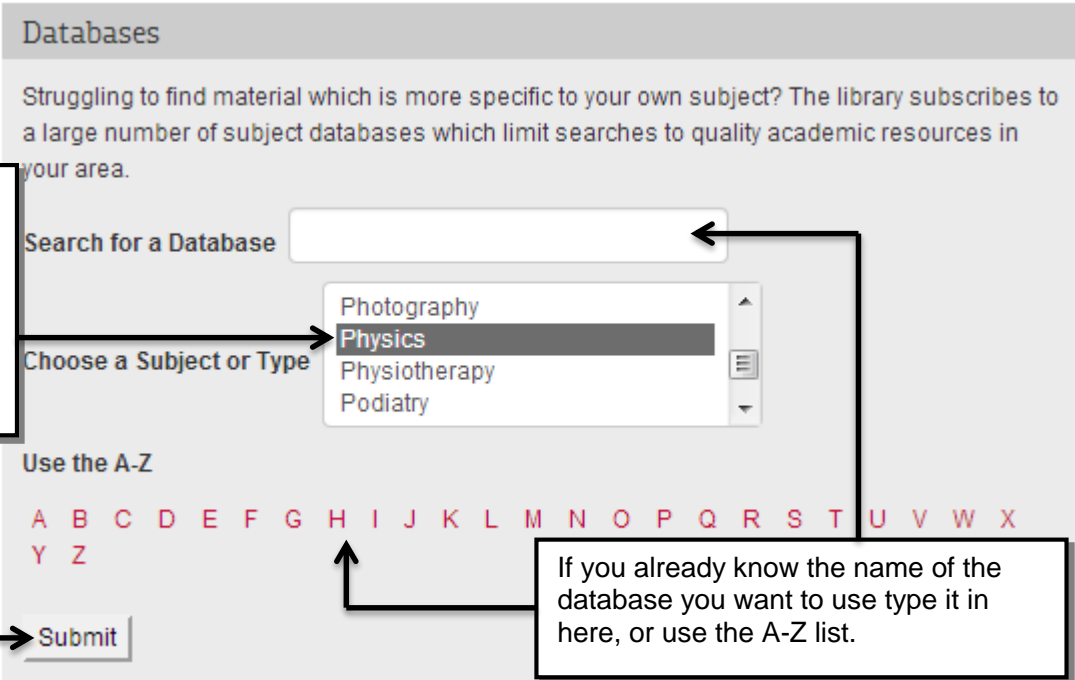 Databases
Struggling to find material which is more specific to your own subject? The library subscribes to
a large number of subject databases which limit searches to quality academic resources in
your area.
Search for a Database
Choose a Subject or Type
Photography
Physics
Physiotherapy
Podiatry
Use the A-Z
A B C D E F G H I J K L M N O P Q R S T U V W X
Y Z
If you already know the name of the
database you want to use type it in
here, or use the A-Z list.
Submit